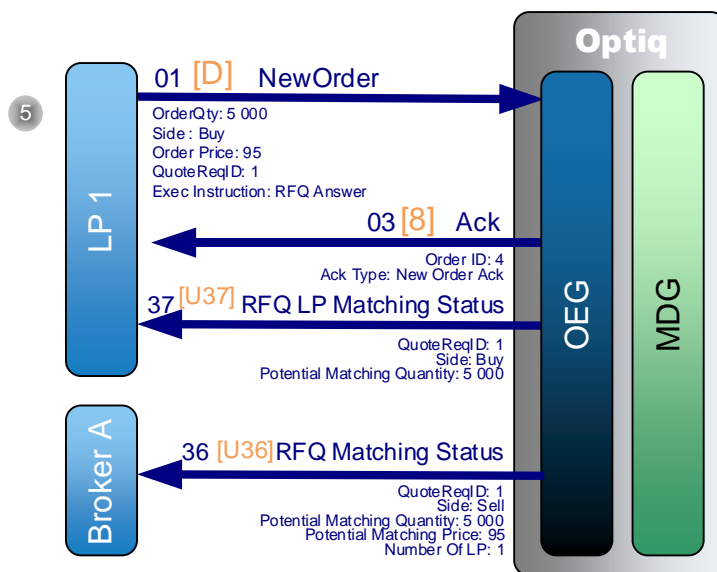 Optiq
5
LP 1
01 [D] NewOrder
OrderQty: 5 000
Side : Buy
Order Price: 95
QuoteReqID: 1
Exec Instruction: RFQ Answer
03 [8] Ack
Order ID: 4
Ack Type: New Order Ack
37 [U37] RFQ LP Matching Status
QuoteReqID: 1
Side: Buy
Potential Matching Quantity: 5 000
OEG
MDG
Broker A
36 [U36] RFQ Matching Status
QuoteReqID: 1
Side: Sell
Potential Matching Quantity: 5 000
Potential Matching Price: 95
Number Of LP: 1